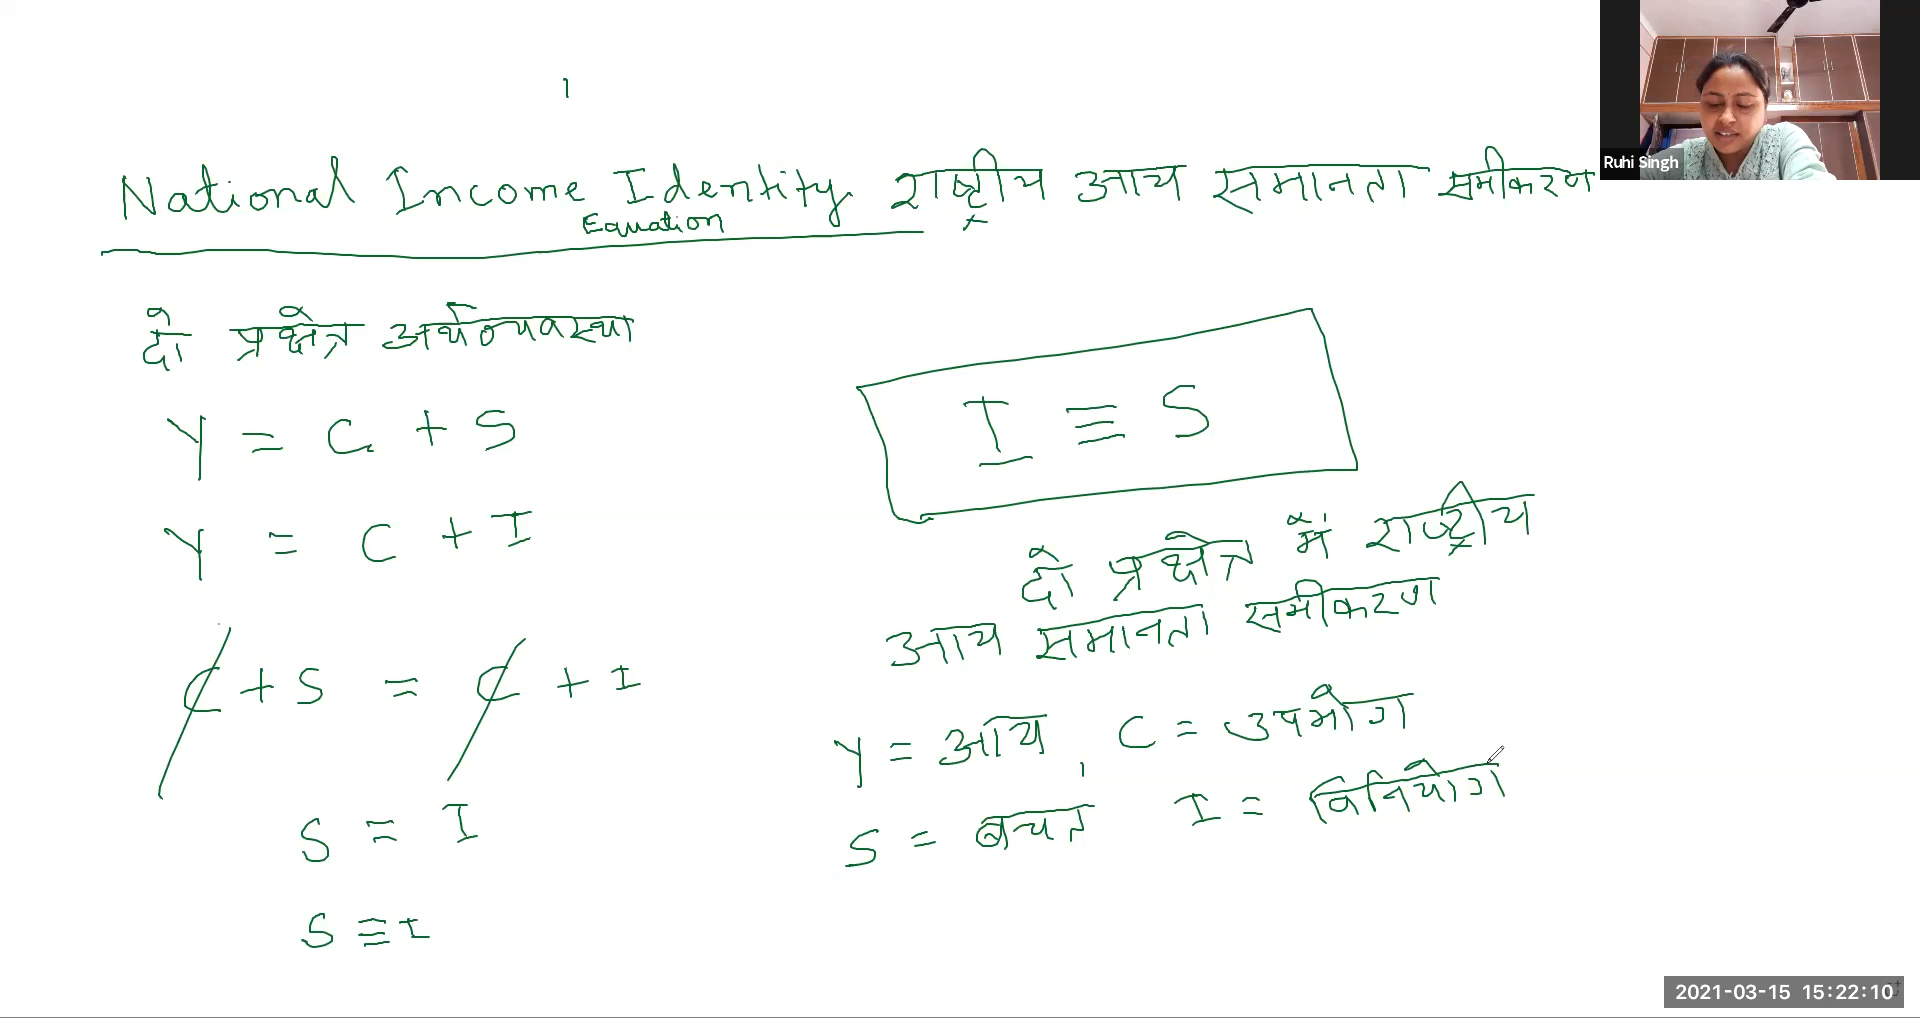 Ruhi Singh
National Income Identity राष्ट्रीय आय समानता समीकरण
Equation
दो प्रक्षेत्र अर्थव्यवस्था
Y = C + S
Y = C + I
C + S = C + I
S = I
S ≡ I
I ≡ S
दो प्रक्षेत्र में राष्ट्रीय
आय समानता समीकरण
Y = आय, C = उपभोग
S = बचत I = विनियोग
2021-03-15 15:22:10